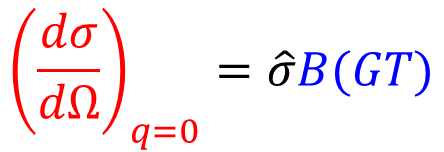 (dσ/dΩ)_{q=0} = σ̂B(GT)